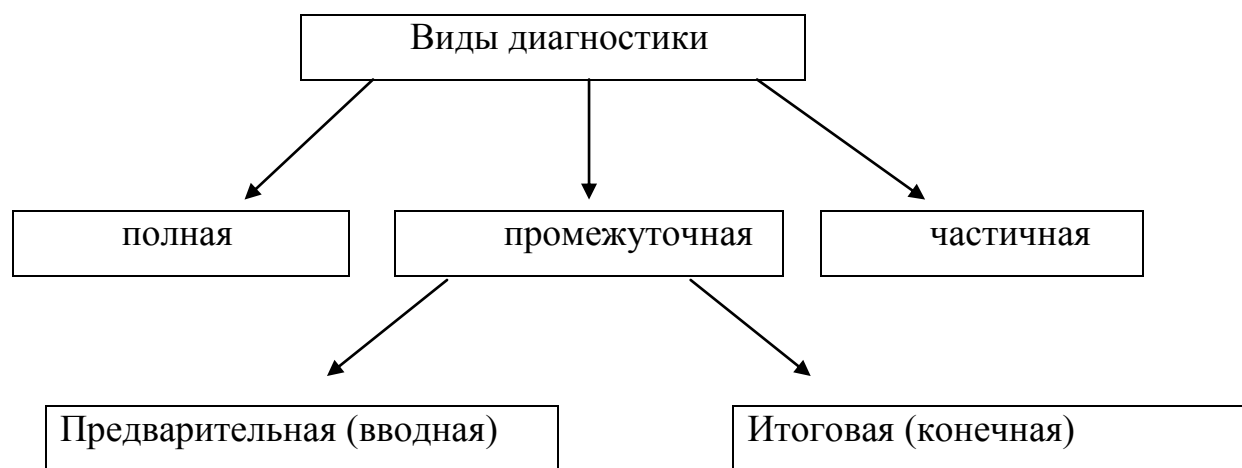 Виды диагностики
полная
промежуточная
частичная
Предварительная (вводная)
Итоговая (конечная)